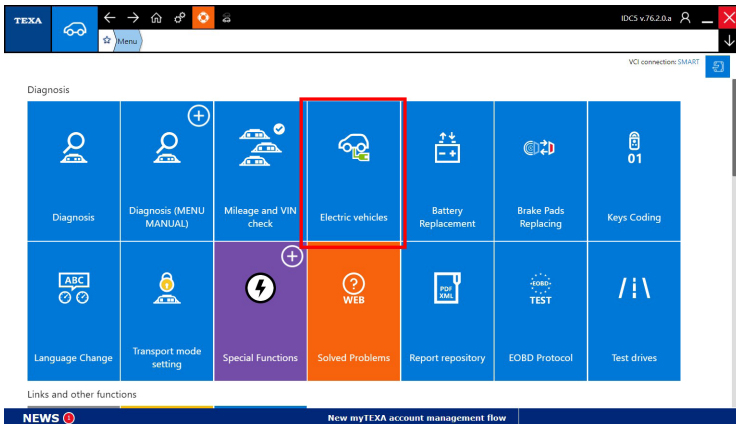 TEXA
IDC5 v.76.2.0.a
Menu
VCI connection: SMART
Diagnosis
01
Diagnosis
Diagnosis (MENU
MANUAL)
Mileage and VIN
check
Electric vehicles
Battery
Replacement
Brake Pads
Replacing
Keys Coding
ABC
WEB
PDF
XML
EOBD
TEST
Language Change
Transport mode
setting
Special Functions
Solved Problems
Report repository
EOBD Protocol
Test drives
Links and other functions
NEWS 1
New myTEXA account management flow